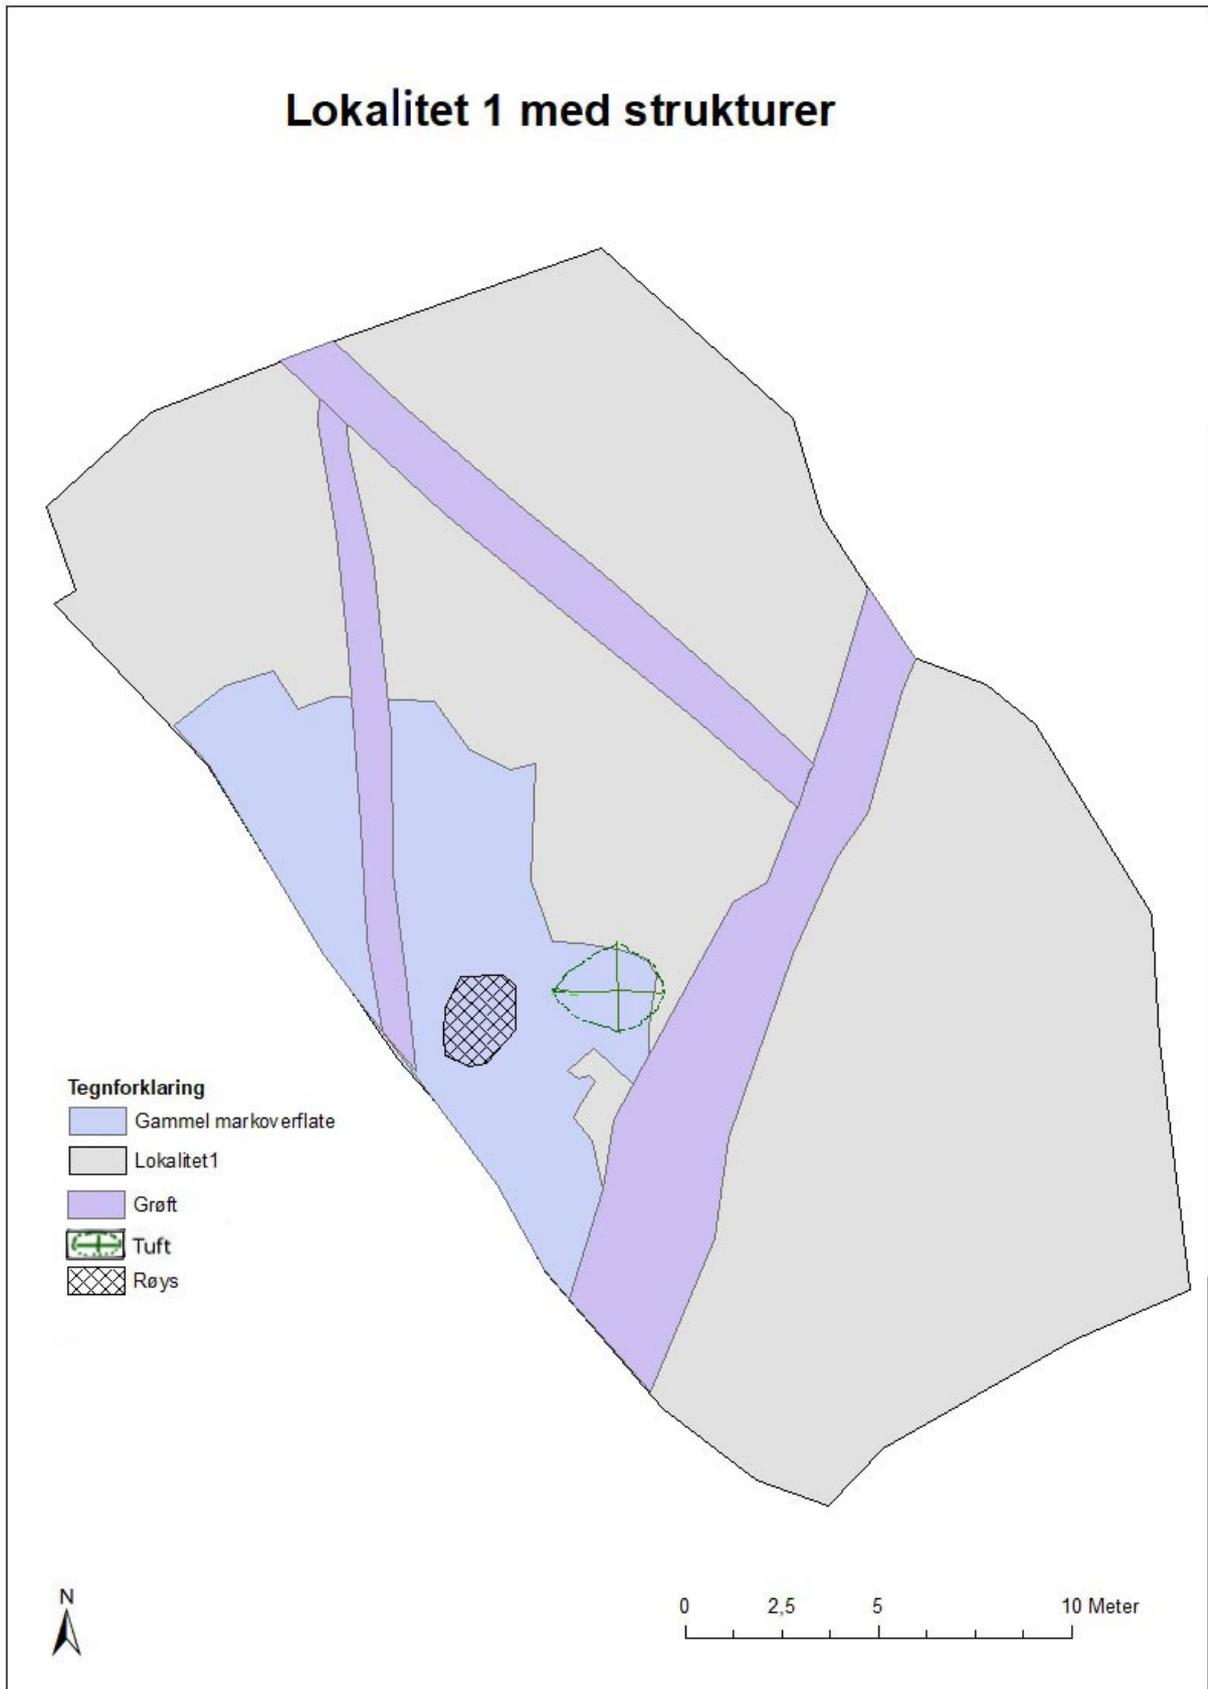 Lokalitet 1 med strukturer
Tegnforklaring
Gammel markoverflate
Lokalitet1
Grøft
Tuft
Røys
N
0 2,5 5 10 Meter